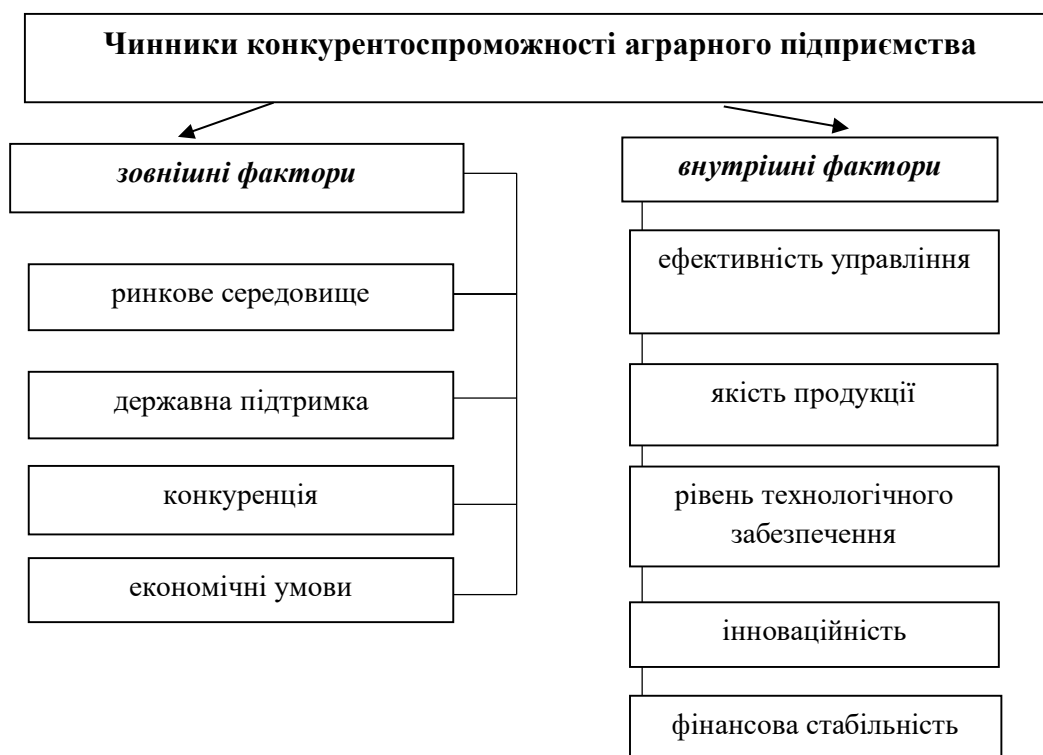 Чинники конкурентоспроможності аграрного підприємства
зовнішні фактори
ринкове середовище
державна підтримка
конкуренція
економічні умови
внутрішні фактори
ефективність управління
якість продукції
рівень технологічного
забезпечення
інноваційність
фінансова стабільність